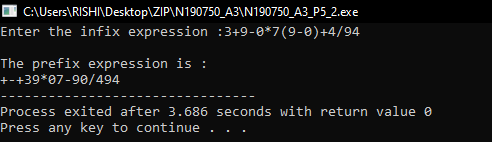 C:\Users\RISHI\Desktop\ZIP\N190750_A3\N190750_A3_P5_2.exe
Enter the infix expression :3+9-0*7(9-0)+4/94
The prefix expression is :
+-+39*07-90/494
--------------------------------
Process exited after 3.686 seconds with return value 0
Press any key to continue . . .